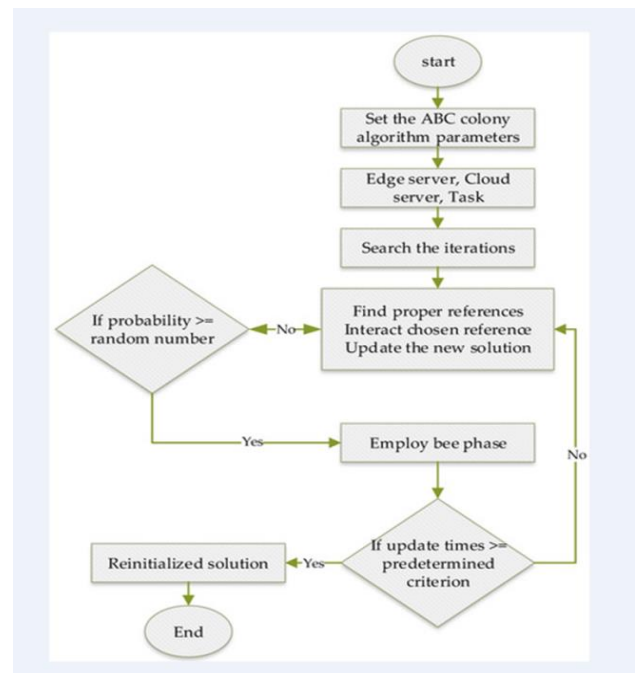 start
Set the ABC colony
algorithm parameters
Edge server, Cloud
server, Task
Search the iterations
Find proper references
Interact chosen reference
Update the new solution
No
If probability >=
random number
Yes
Employ bee phase
No
If update times >=
predetermined
criterion
Yes
Reinitialized solution
End